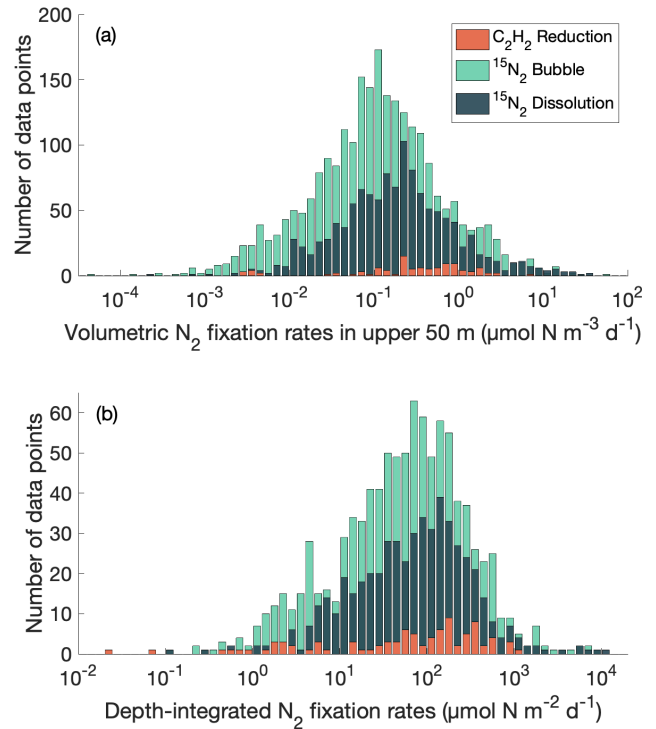 (a)
C₂H₂ Reduction
¹⁵N₂ Bubble
¹⁵N₂ Dissolution
Number of data points
200
150
100
50
0
10⁻⁴ 10⁻³ 10⁻² 10⁻¹ 10⁰ 10¹ 10²
Volumetric N₂ fixation rates in upper 50 m (μmol N m⁻³ d⁻¹)
(b)
Number of data points
60
50
40
30
20
10
0
10⁻² 10⁻¹ 10⁰ 10¹ 10² 10³ 10⁴
Depth-integrated N₂ fixation rates (μmol N m⁻² d⁻¹)